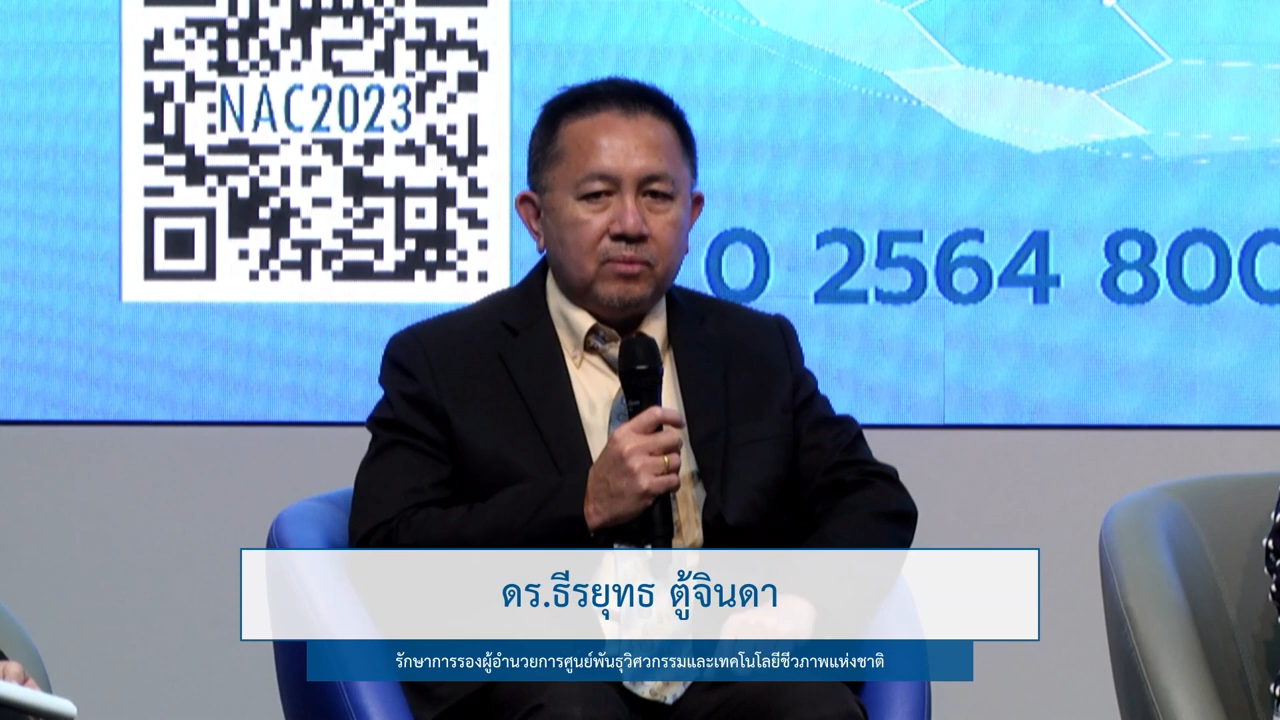 NAC2023
0 2564 800
ดร.ธีรยุทธ ตู้จินดา
รักษาการรองผู้อำนวยการศูนย์พันธุวิศวกรรมและเทคโนโลยีชีวภาพแห่งชาติ